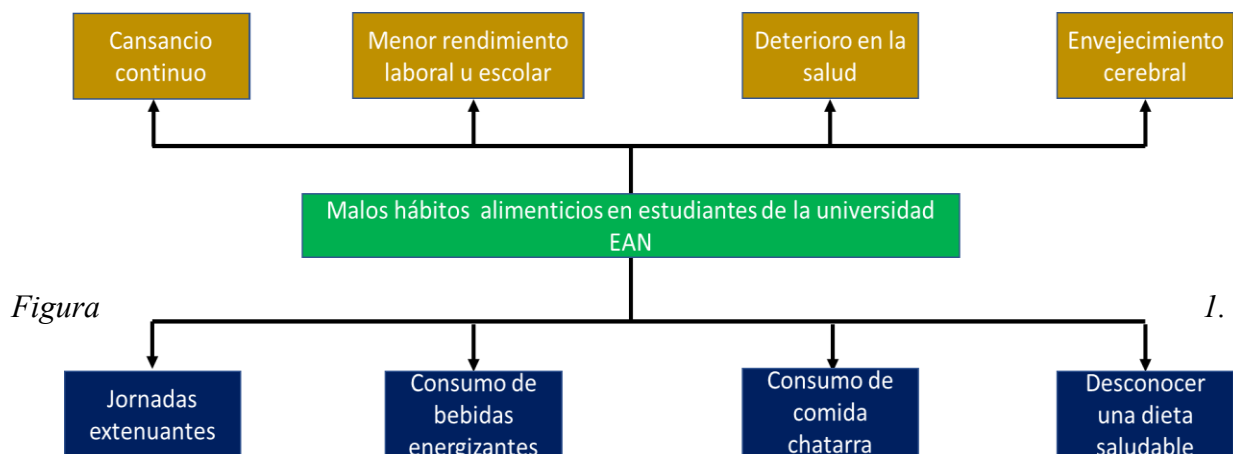 Cansancio
continuo
Menor rendimiento
laboral u escolar
Deterioro en la
salud
Envejecimiento
cerebral
Malos hábitos alimenticios en estudiantes de la universidad
EAN
Figura 1.
Jornadas
extenuantes
Consumo de
bebidas
energizantes
Consumo de
comida
chatarra
Desconocer
una dieta
saludable